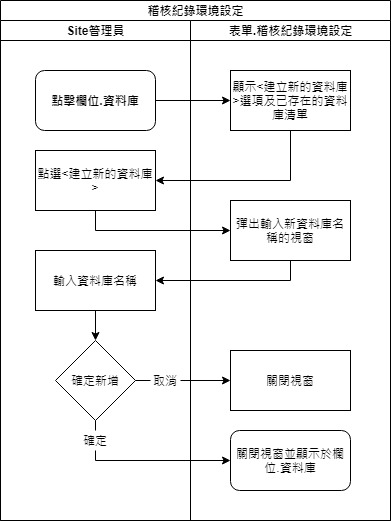 稽核紀錄環境設定
Site管理員
表單.稽核紀錄環境設定
點擊欄位.資料庫
顯示<建立新的資料庫
>選項及已存在的資料
庫清單
點選<建立新的資料庫
>
彈出輸入新資料庫名
稱的視窗
輸入資料庫名稱
確定新增
取消
關閉視窗
確定
關閉視窗並顯示於欄
位.資料庫